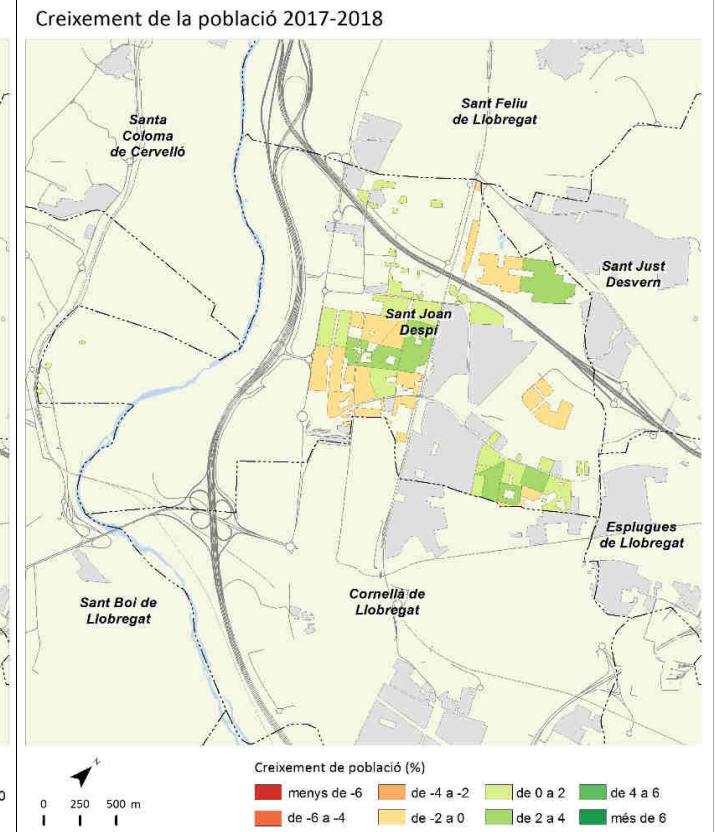 Creixement de la població 2017-2018
Sant Feliu
de Llobregat
Santa
Coloma
de Cervelló
Sant Just
Desvern
Sant Joan
Despí
Esplugues
de Llobregat
Sant Boi de
Llobregat
Cornellà de
Llobregat
N
0 250 500 m
0
Creixement de població (%)
menys de -6
de -4 a -2
de 0 a 2
de 4 a 6
de -6 a -4
de -2 a 0
de 2 a 4
més de 6